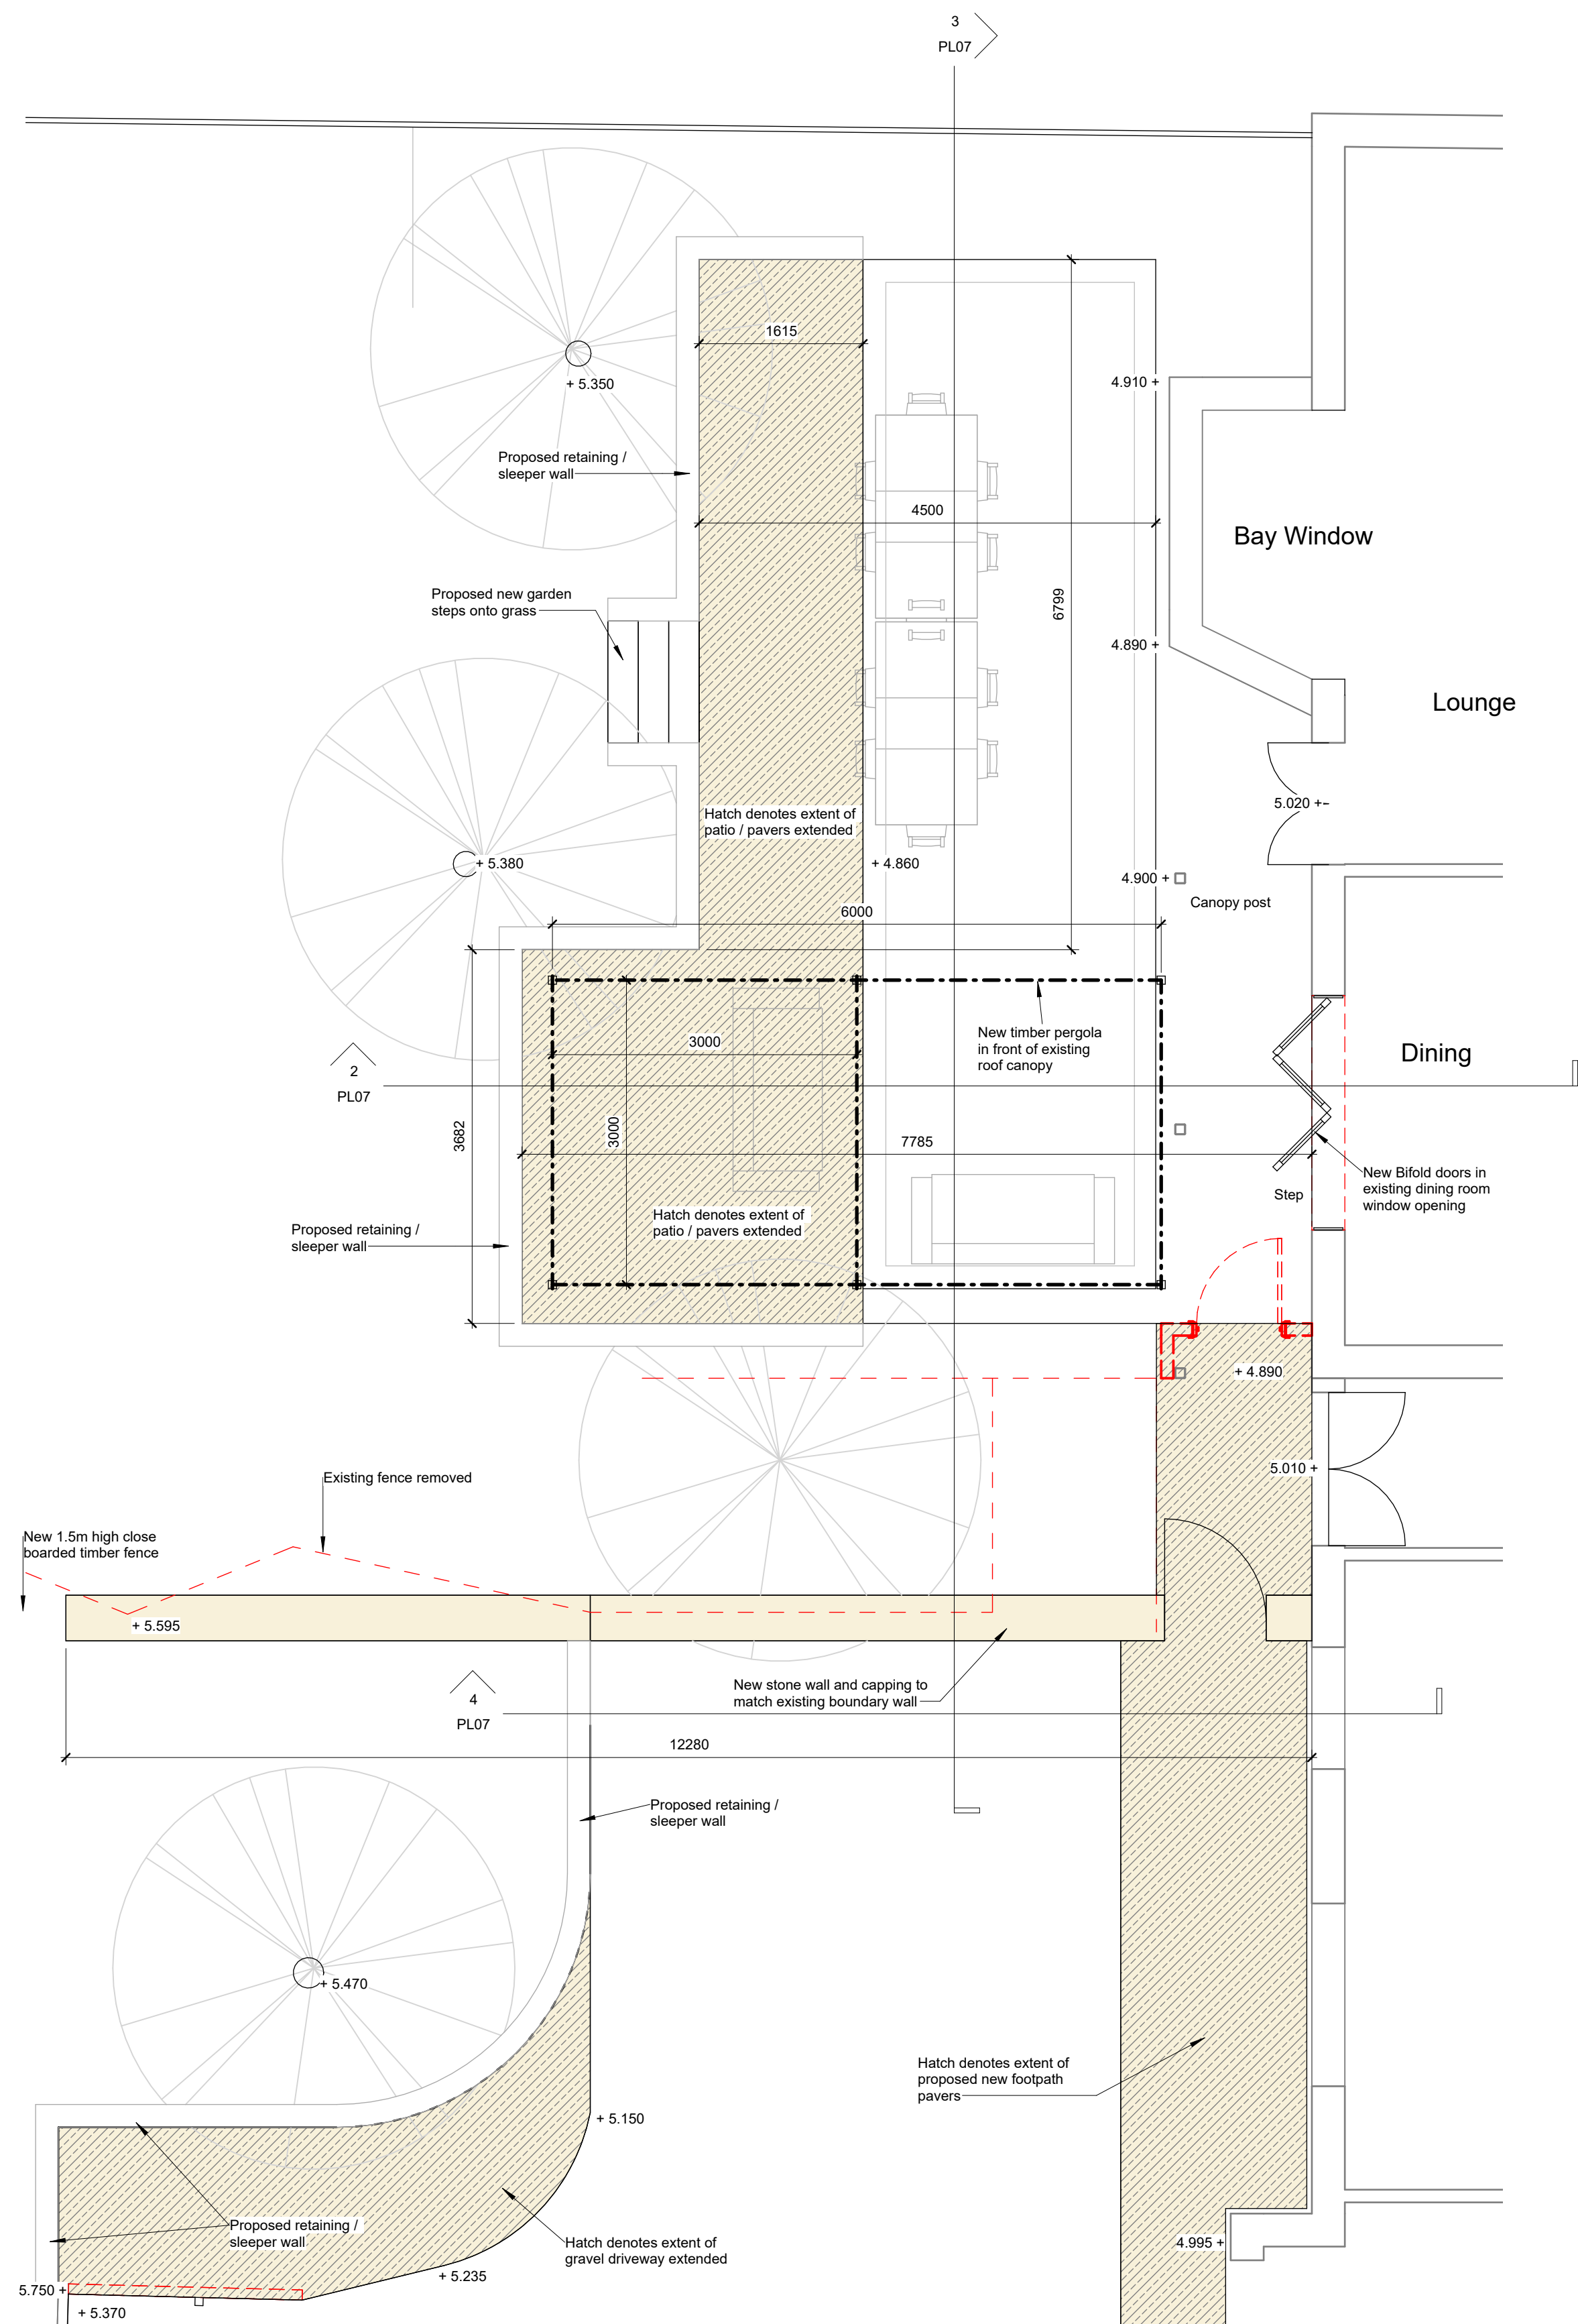 3
PL07
1615
+ 5.350
4.910 +
Proposed retaining /
sleeper wall
4500
Bay Window
Proposed new garden
steps onto grass
6799
4.890 +
Lounge
5.020 +
Hatch denotes extent of
patio / pavers extended
+ 5.380
+ 4.860
4.900 +
Canopy post
6000
New timber pergola
in front of existing
roof canopy
3000
Dining
2
PL07
3682
3000
7785
New Bifold doors in
existing dining room
window opening
Step
Hatch denotes extent of
patio / pavers extended
Proposed retaining /
sleeper wall
+ 4.890
5.010 +
Existing fence removed
New 1.5m high close
boarded timber fence
+ 5.595
New stone wall and capping to
match existing boundary wall
4
PL07
12280
Proposed retaining /
sleeper wall
+ 5.470
Hatch denotes extent of
proposed new footpath
pavers
+ 5.150
Proposed retaining /
sleeper wall
Hatch denotes extent of
gravel driveway extended
4.995 +
+ 5.235
5.750 +
+ 5.370